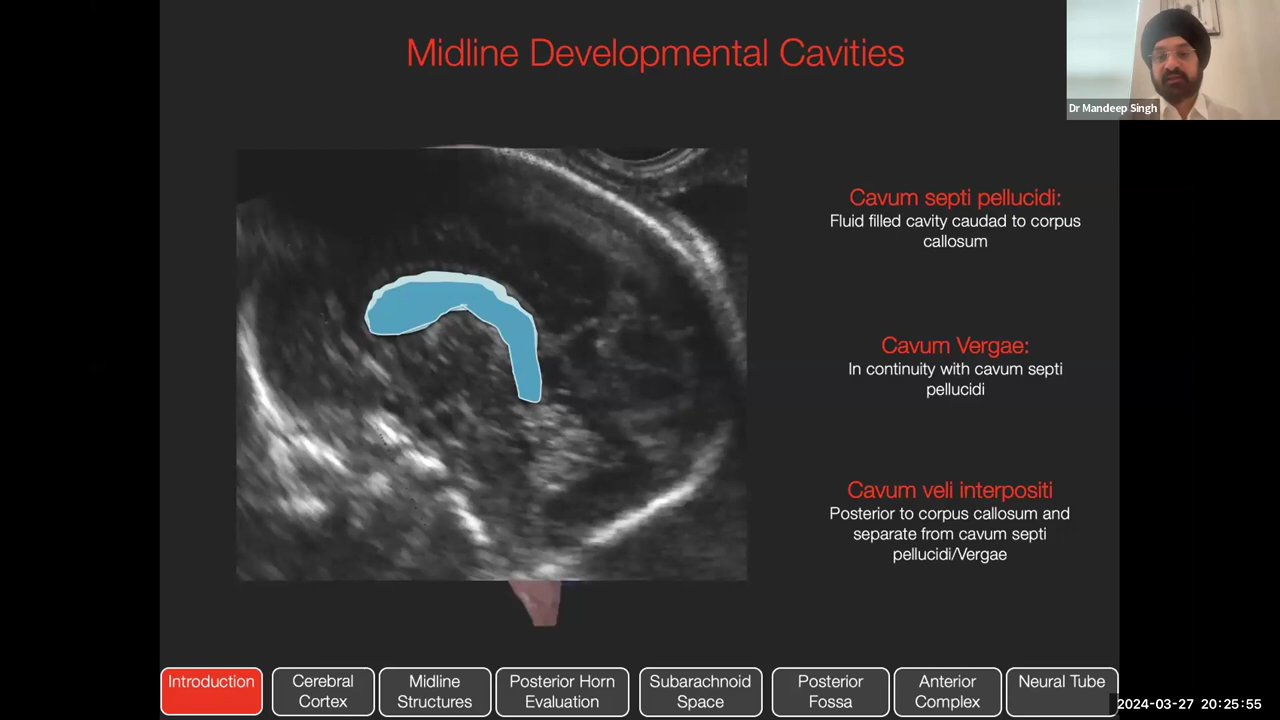 Midline Developmental Cavities
Dr Mandeep Singh
Cavum septi pellucidi:
Fluid filled cavity caudad to corpus
callosum
Cavum Vergae:
In continuity with cavum septi
pellucidi
Cavum veli interpositi
Posterior to corpus callosum and
separate from cavum septi
pellucidi/Vergae
Introduction
Cerebral
Cortex
Midline
Structures
Posterior Horn
Evaluation
Subarachnoid
Space
Posterior
Fossa
Anterior
Complex
Neural Tube
2024-03-27 20:25:55